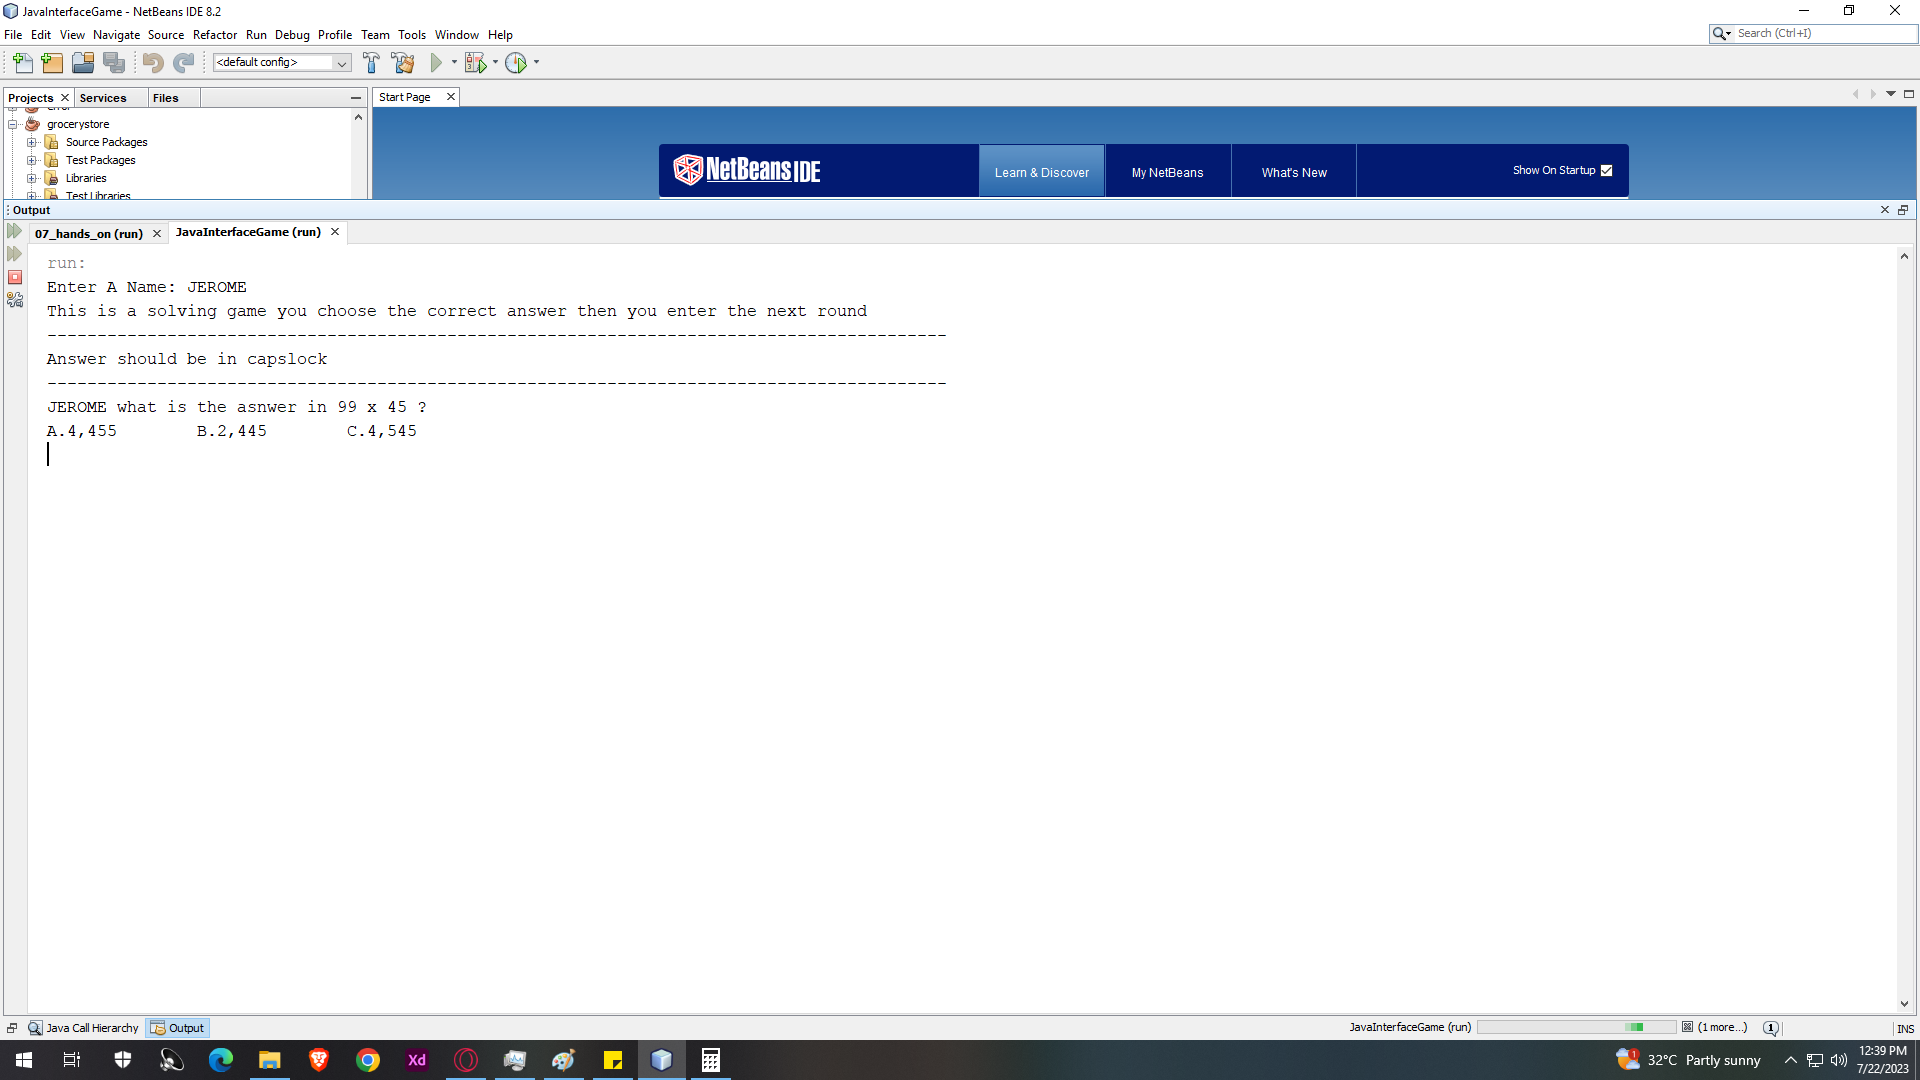 JavaInterfaceGame - NetBeans IDE 8.2
File Edit View Navigate Source Refactor Run Debug Profile Team Tools Window Help
Search (Ctrl+I)
<default config>
Projects Services Files
Start Page
grocerystore
Source Packages
Test Packages
Libraries
Test Libraries
NetBeans IDE
Learn & Discover My NetBeans What's New Show On Startup
Output
07_hands_on (run) JavaInterfaceGame (run)
run:
Enter A Name: JEROME
This is a solving game you choose the correct answer then you enter the next round
------------------------------------------------------------------------------------------
Answer should be in capslock
------------------------------------------------------------------------------------------
JEROME what is the asnwer in 99 x 45 ?
A.4,455 B.2,445 C.4,545
Java Call Hierarchy Output
JavaInterfaceGame (run) (1 more...) 1 INS
Xd
1 32°C Partly sunny
12:39 PM
7/22/2023